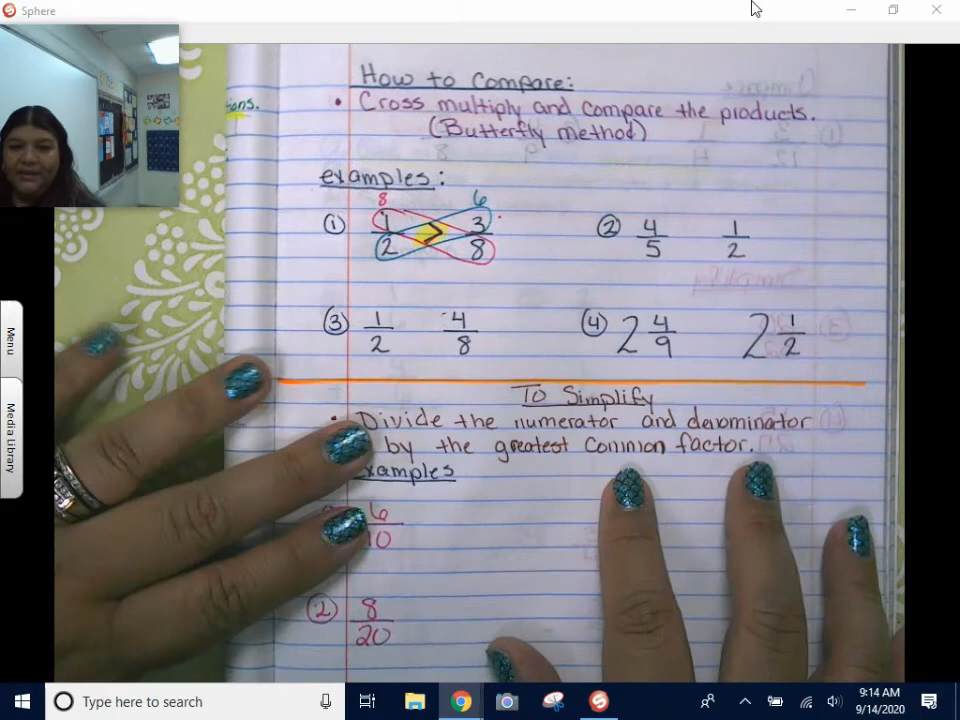 Sphere
How to Compare:
tions.
• Cross multiply and compare the products.
(Butterfly method)
examples:
8 6
① 1/2 > 3/8 ② 4/5 1/2
③ 1/2 4/8 ④ 2 4/9 2 1/2
To Simplify
• Divide the numerator and denominator
by the greatest common factor.
examples
6/10
② 8/20
Menu
Media Library
Type here to search
9:14 AM
9/14/2020